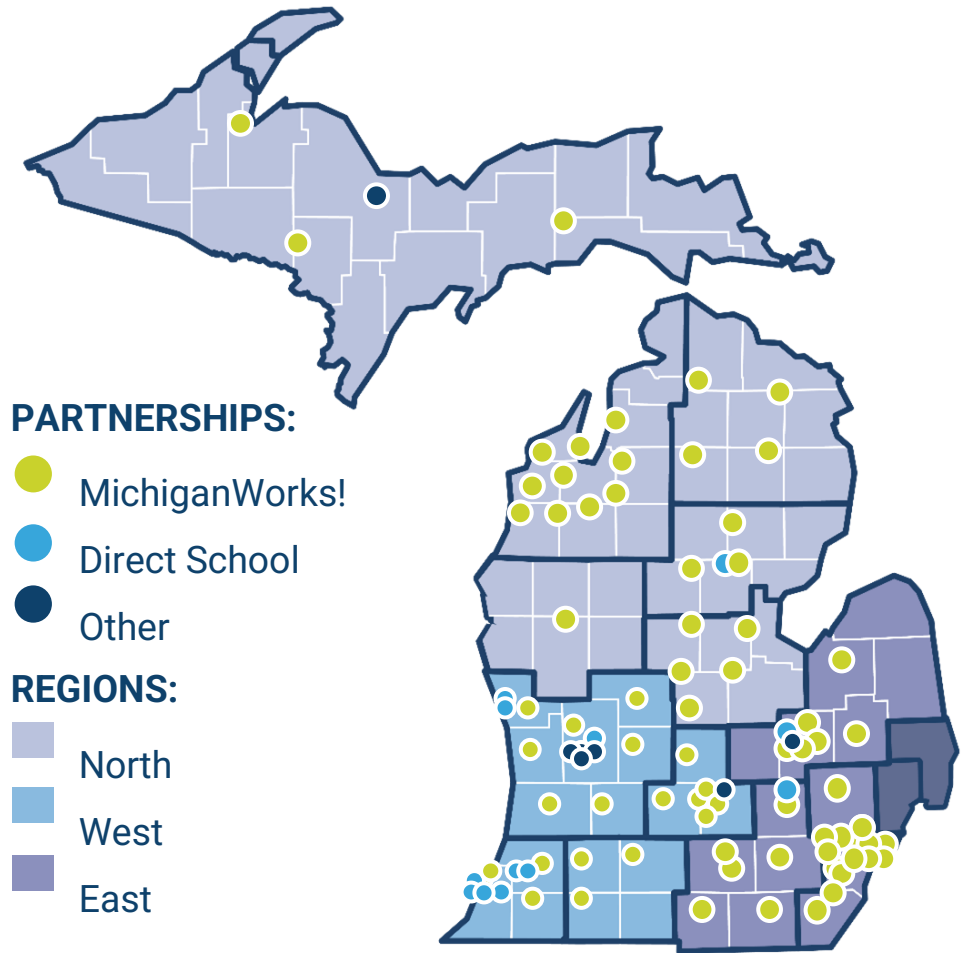 PARTNERSHIPS:
MichiganWorks!
Direct School
Other
REGIONS:
North
West
East